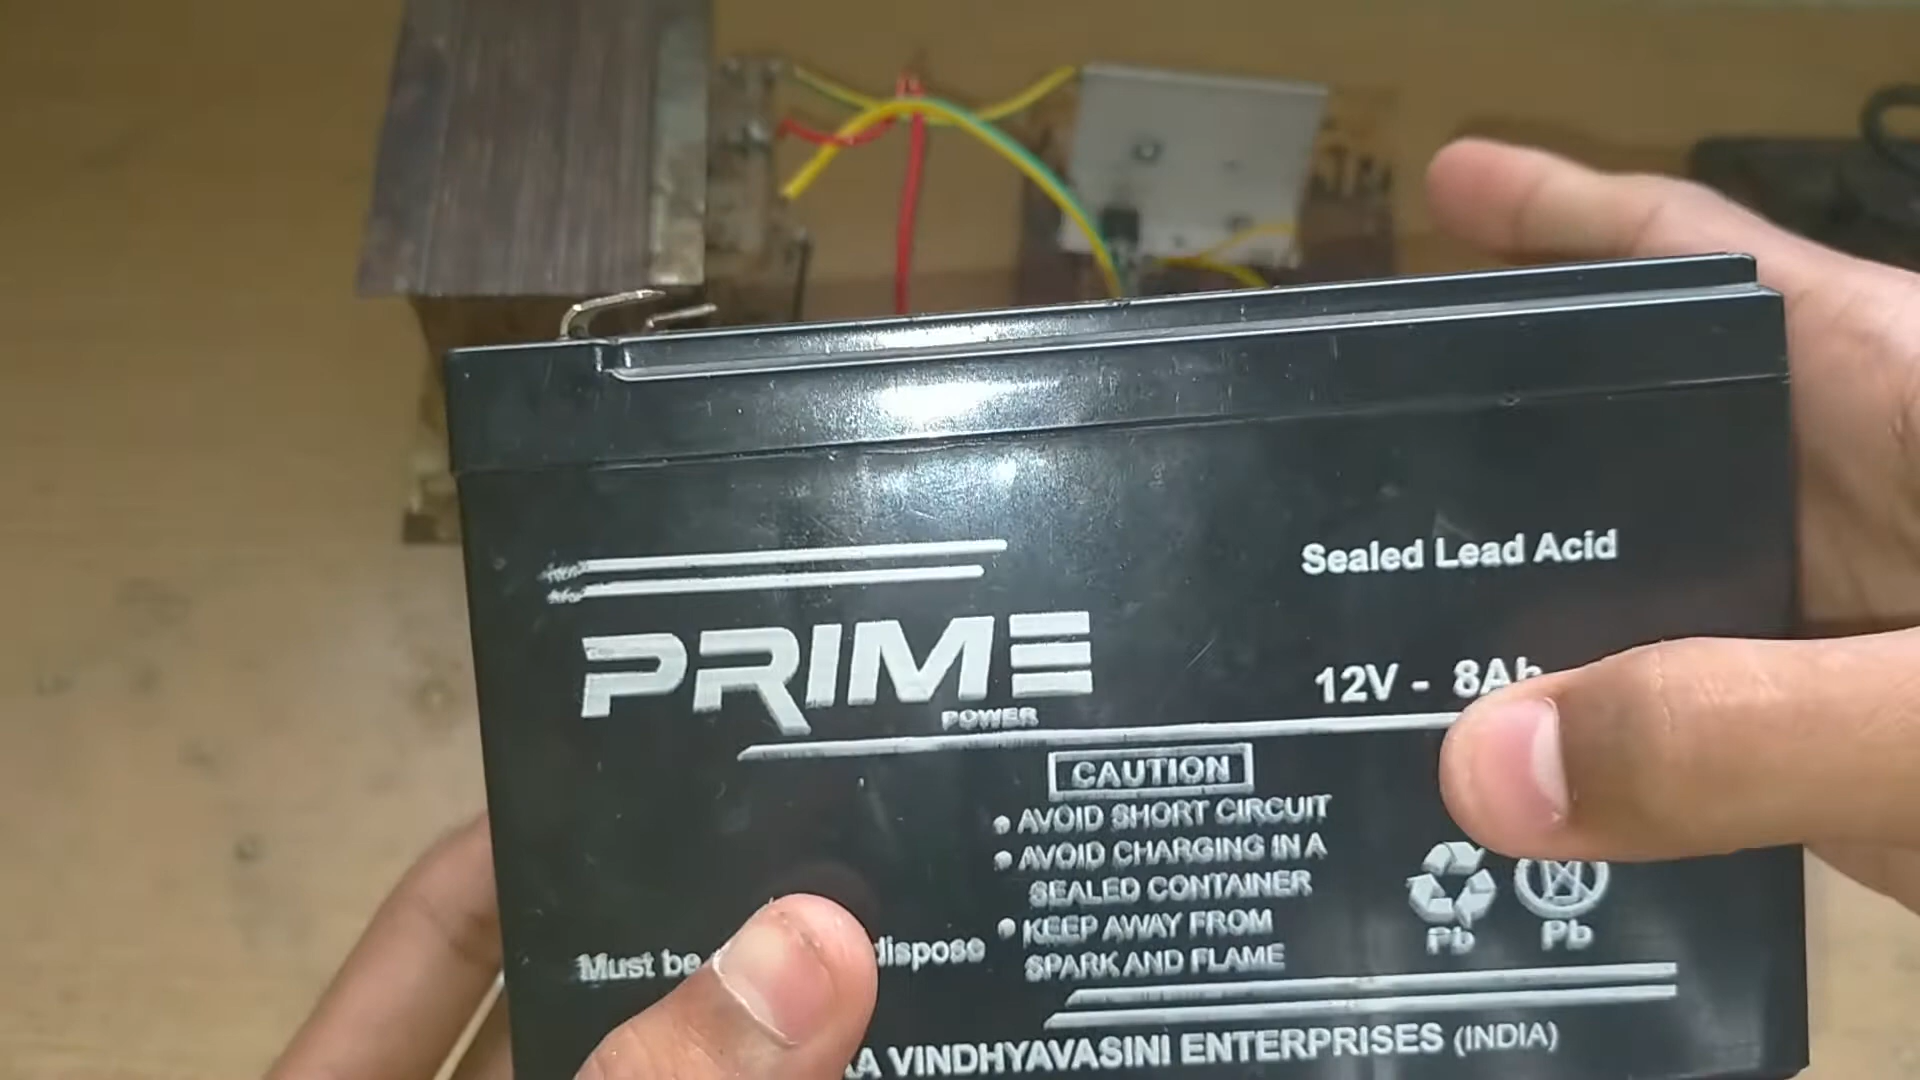 Sealed Lead Acid
PRIME
POWER
12V - 8Ah
CAUTION
• AVOID SHORT CIRCUIT
• AVOID CHARGING IN A
SEALED CONTAINER
• KEEP AWAY FROM
SPARK AND FLAME
Must be dispose
Pb
Pb
VINDHYAVASINI ENTERPRISES (INDIA)